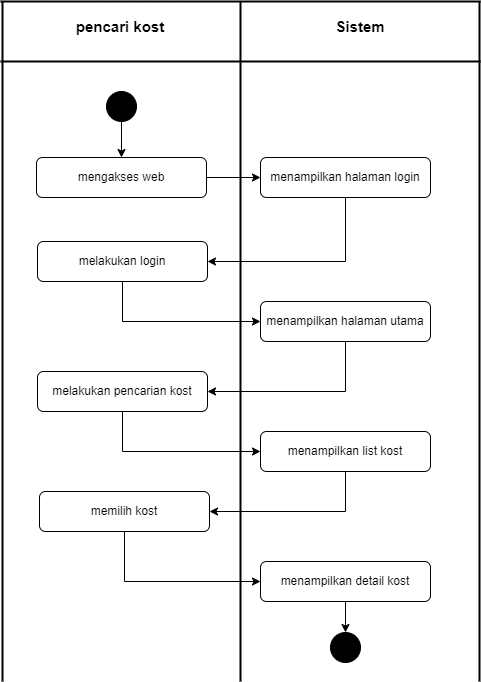 pencari kost
Sistem
mengakses web
menampilkan halaman login
melakukan login
menampilkan halaman utama
melakukan pencarian kost
menampilkan list kost
memilih kost
menampilkan detail kost